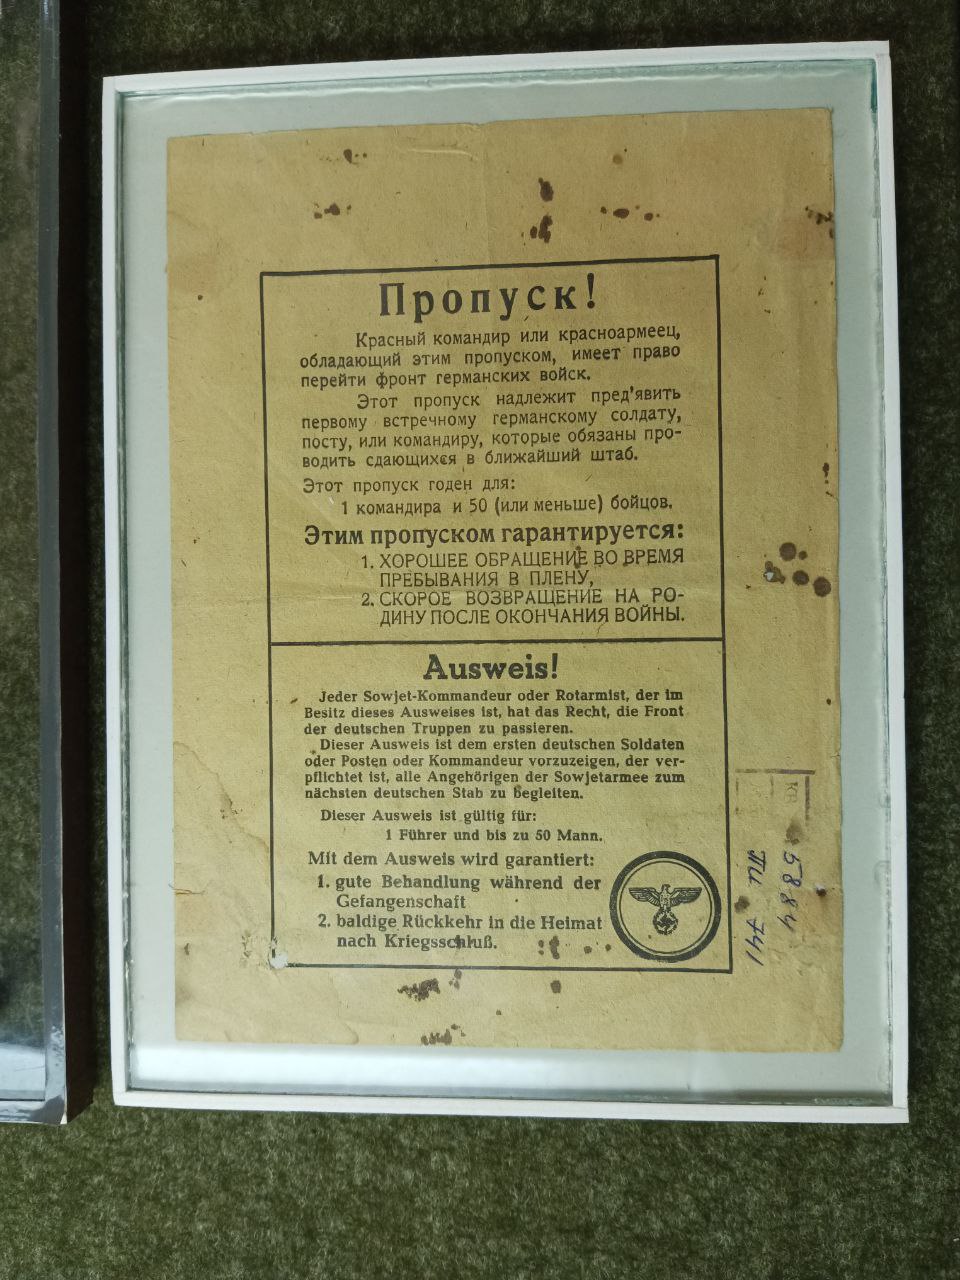 Пропуск!
Красный командир или красноармеец,
обладающий этим пропуском, имеет право
перейти фронт германских войск.
Этот пропуск надлежит пред'явить
первому встречному германскому солдату,
посту, или командиру, которые обязаны про-
водить сдающихся в ближайший штаб.
Этот пропуск годен для:
1 командира и 50 (или меньше) бойцов.
Этим пропуском гарантируется:
1. ХОРОШЕЕ ОБРАЩЕНИЕ ВО ВРЕМЯ
ПРЕБЫВАНИЯ В ПЛЕНУ,
2. СКОРОЕ ВОЗВРАЩЕНИЕ НА РО-
ДИНУ ПОСЛЕ ОКОНЧАНИЯ ВОЙНЫ.
Ausweis!
Jeder Sowjet-Kommandeur oder Rotarmist, der im
Besitz dieses Ausweises ist, hat das Recht, die Front
der deutschen Truppen zu passieren.
Dieser Ausweis ist dem ersten deutschen Soldaten
oder Posten oder Kommandeur vorzuzeigen, der ver-
pflichtet ist, alle Angehörigen der Sowjetarmee zum
nächsten deutschen Stab zu begleiten.
Dieser Ausweis ist gültig für:
1 Führer und bis zu 50 Mann.
Mit dem Ausweis wird garantiert:
1. gute Behandlung während der
Gefangenschaft
2. baldige Rückkehr in die Heimat
nach Kriegsschluß.
5884
741